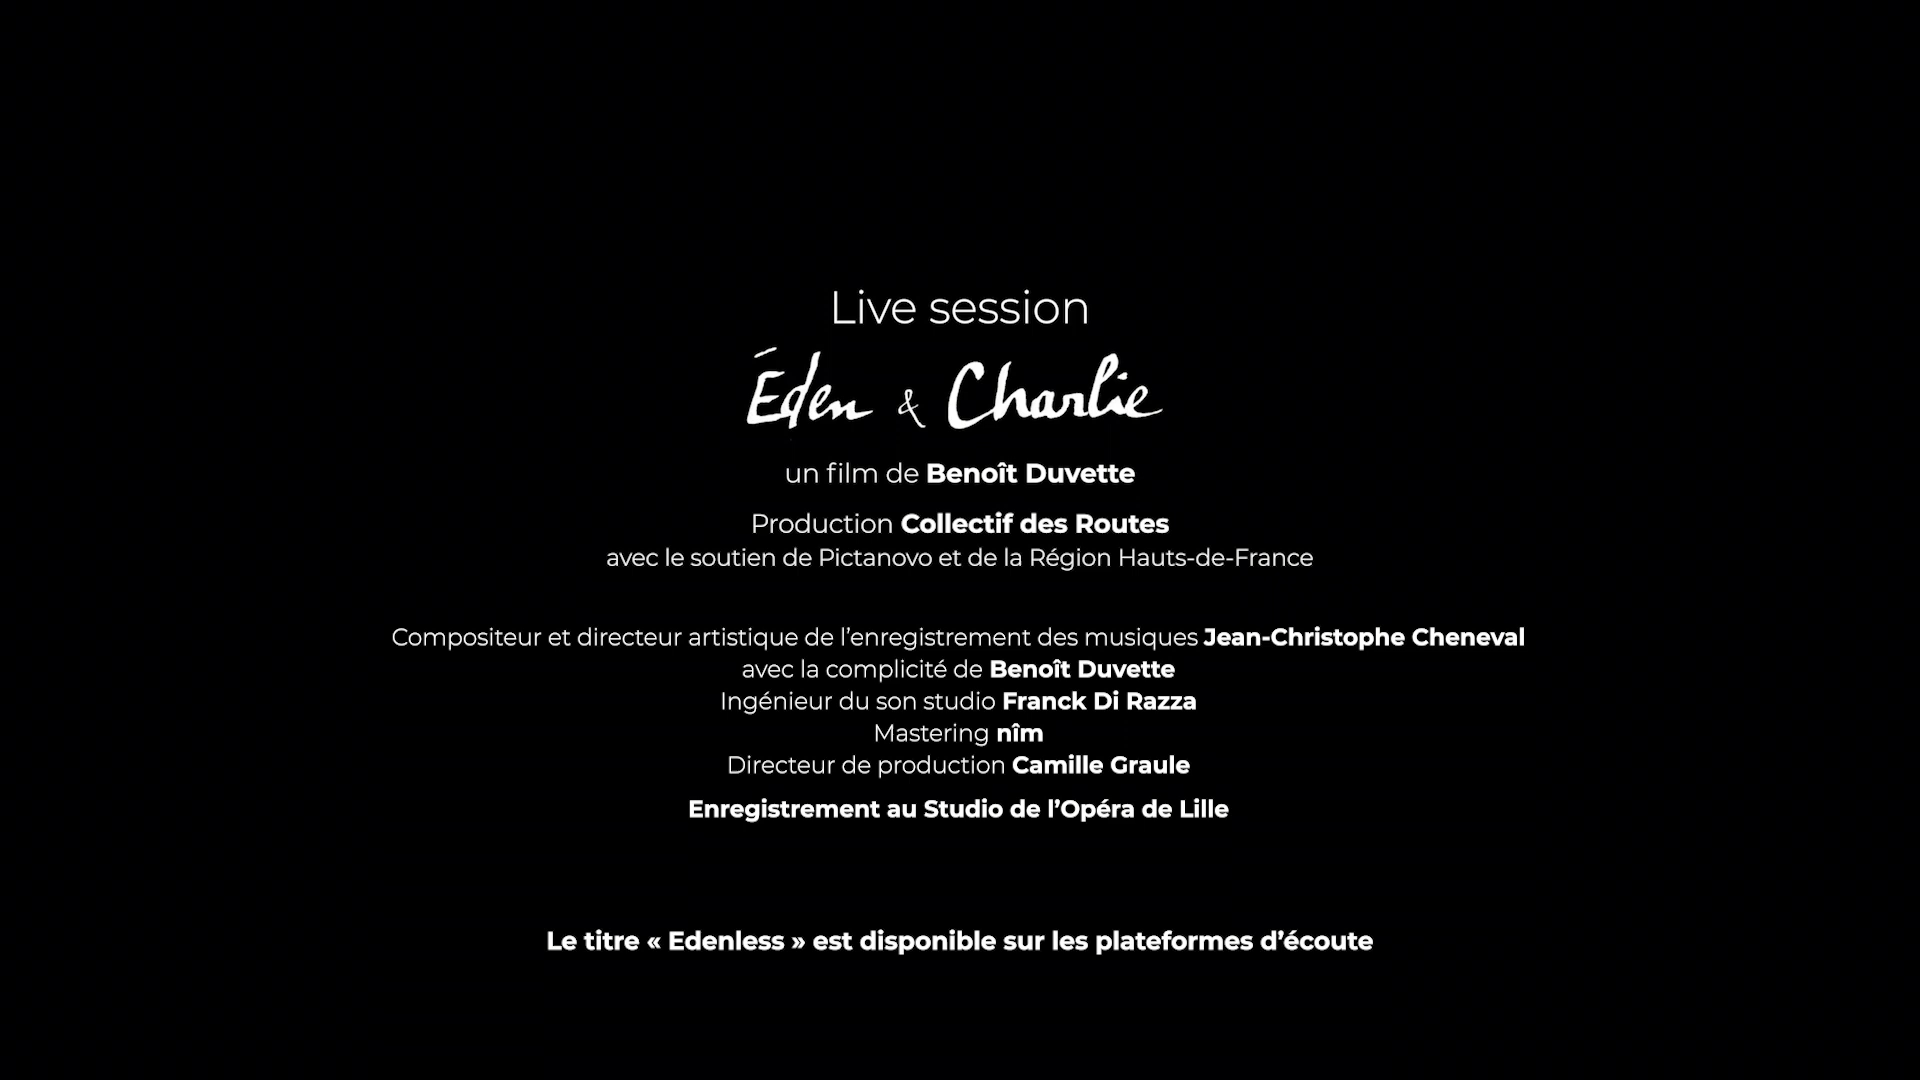 Live session
Éden & Charlie
un film de Benoît Duvette
Production Collectif des Routes
avec le soutien de Pictanovo et de la Région Hauts-de-France
Compositeur et directeur artistique de l’enregistrement des musiques Jean-Christophe Cheneval
avec la complicité de Benoît Duvette
Ingénieur du son studio Franck Di Razza
Mastering nîm
Directeur de production Camille Graule
Enregistrement au Studio de l’Opéra de Lille
Le titre « Edenless » est disponible sur les plateformes d’écoute